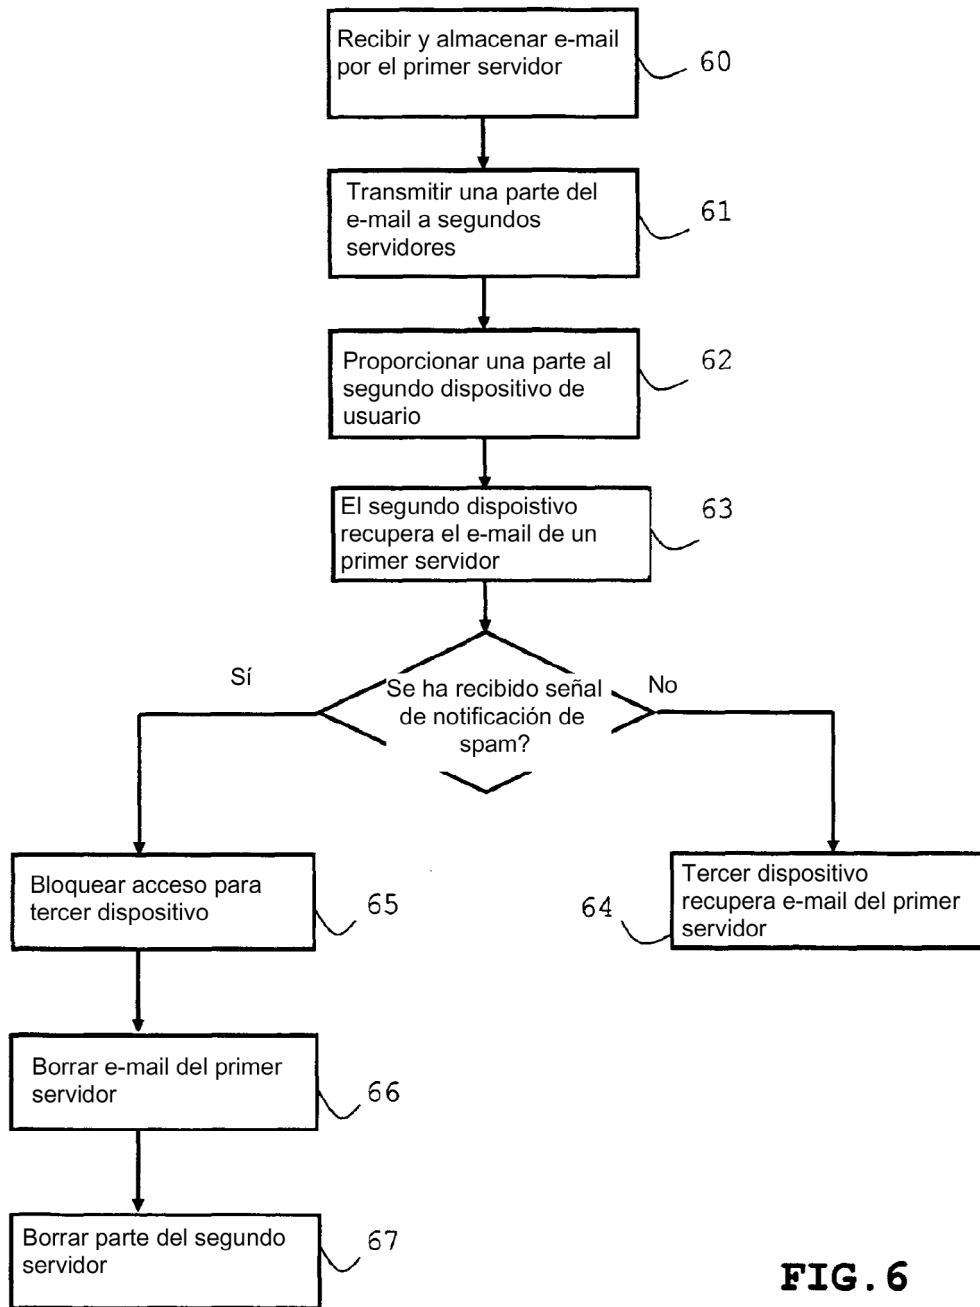 Recibir y almacenar e-mail
por el primer servidor
60
Transmitir una parte del
e-mail a segundos
servidores
61
Proporcionar una parte al
segundo dispositivo de
usuario
62
El segundo dispoistivo
recupera el e-mail de un
primer servidor
63
Sí
Se ha recibido señal
de notificación de
spam?
No
Bloquear acceso para
tercer dispositivo
65
64
Tercer dispositivo
recupera e-mail del primer
servidor
Borrar e-mail del primer
servidor
66
Borrar parte del segundo
servidor
67
FIG. 6